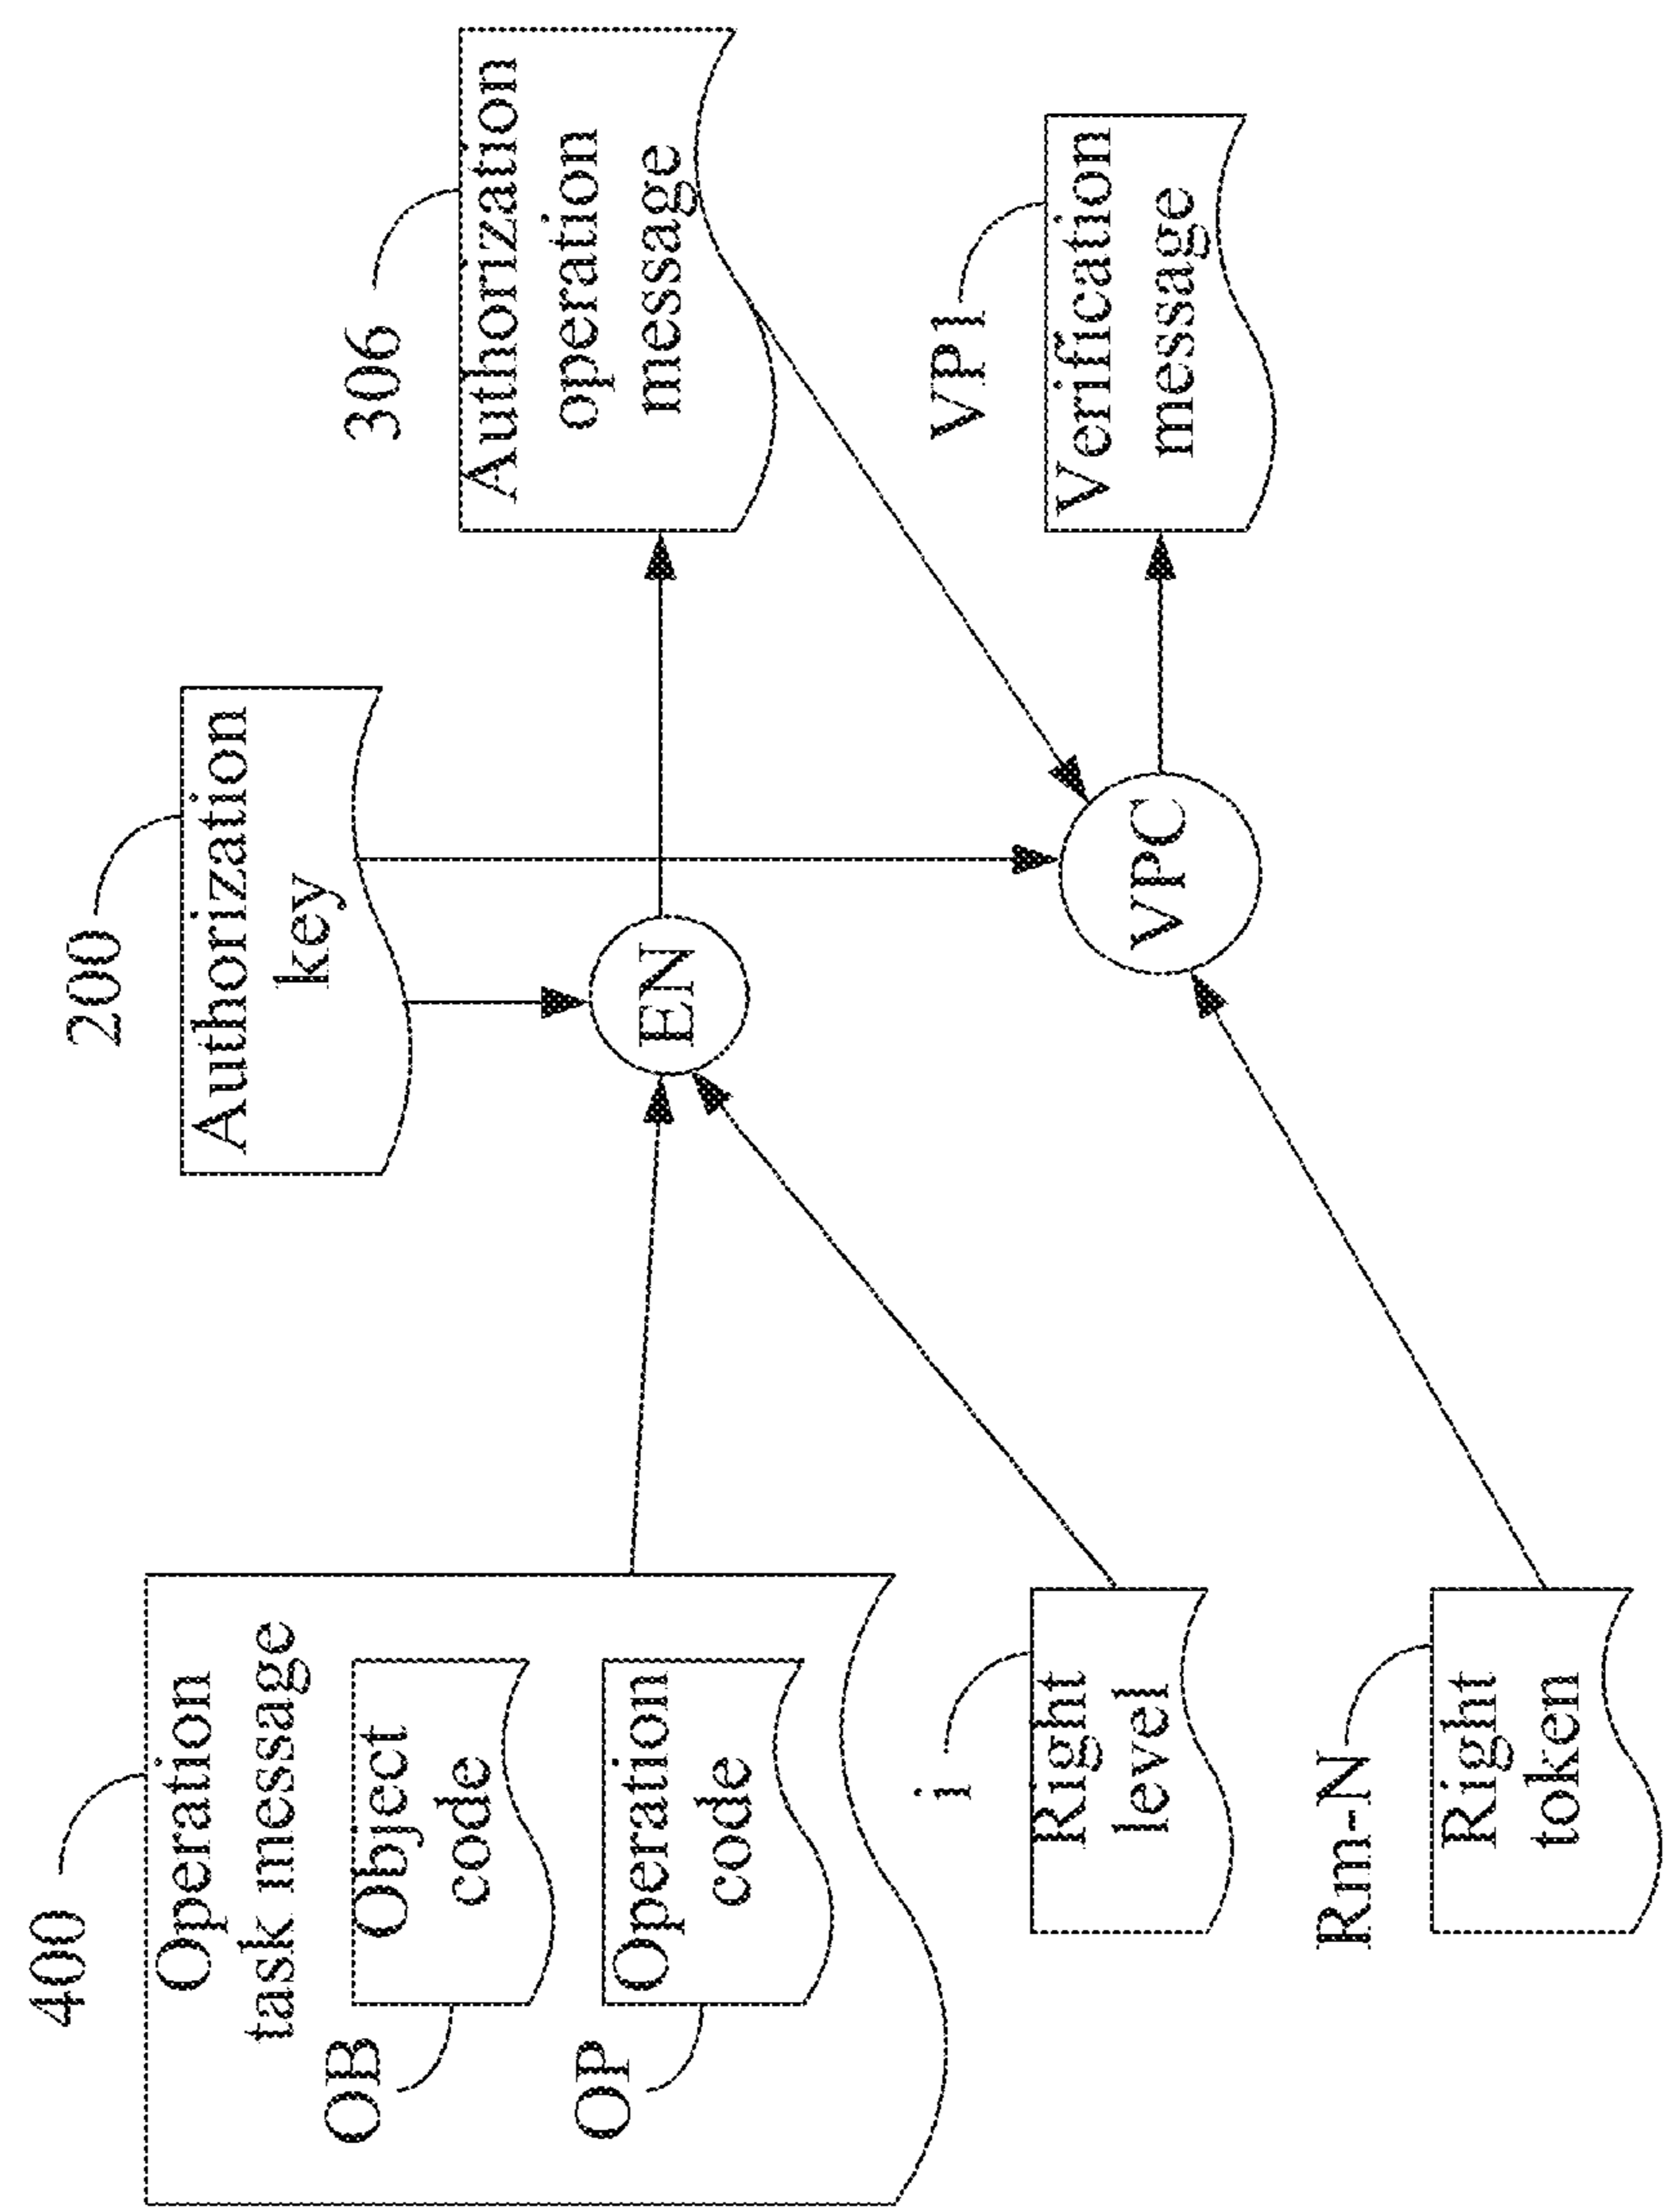 400
Operation
task message
OB
Object
code
OP
Operation
code
i
Right
level
Rm-N
Right
token
200
Authorization
key
EN
VPC
306
Authorization
operation
message
VP1
Verification
message